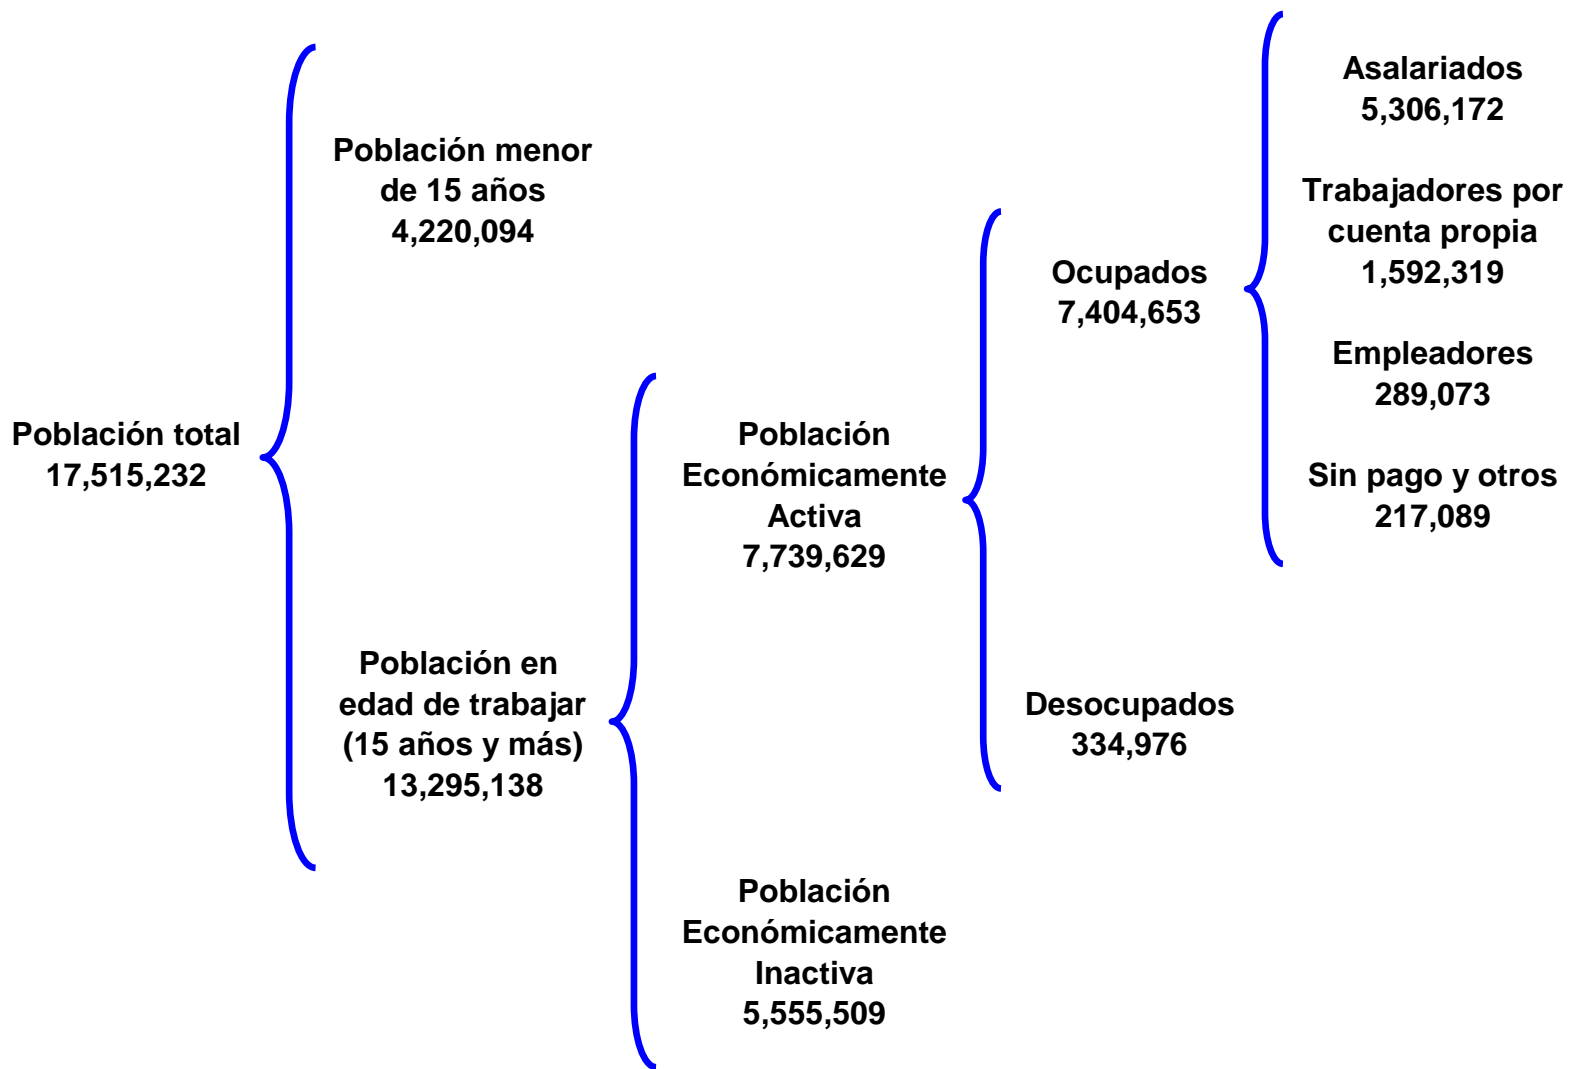 Población total
17,515,232
Población menor
de 15 años
4,220,094
Población en
edad de trabajar
(15 años y más)
13,295,138
Población
Económicamente
Activa
7,739,629
Población
Económicamente
Inactiva
5,555,509
Ocupados
7,404,653
Desocupados
334,976
Asalariados
5,306,172
Trabajadores por
cuenta propia
1,592,319
Empleadores
289,073
Sin pago y otros
217,089